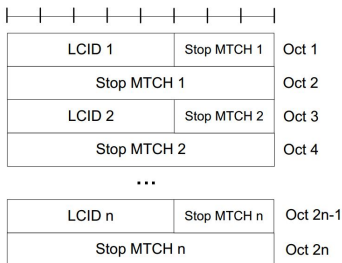 LCID 1 Stop MTCH 1 Oct 1
Stop MTCH 1 Oct 2
LCID 2 Stop MTCH 2 Oct 3
Stop MTCH 2 Oct 4
...
LCID n Stop MTCH n Oct 2n-1
Stop MTCH n Oct 2n